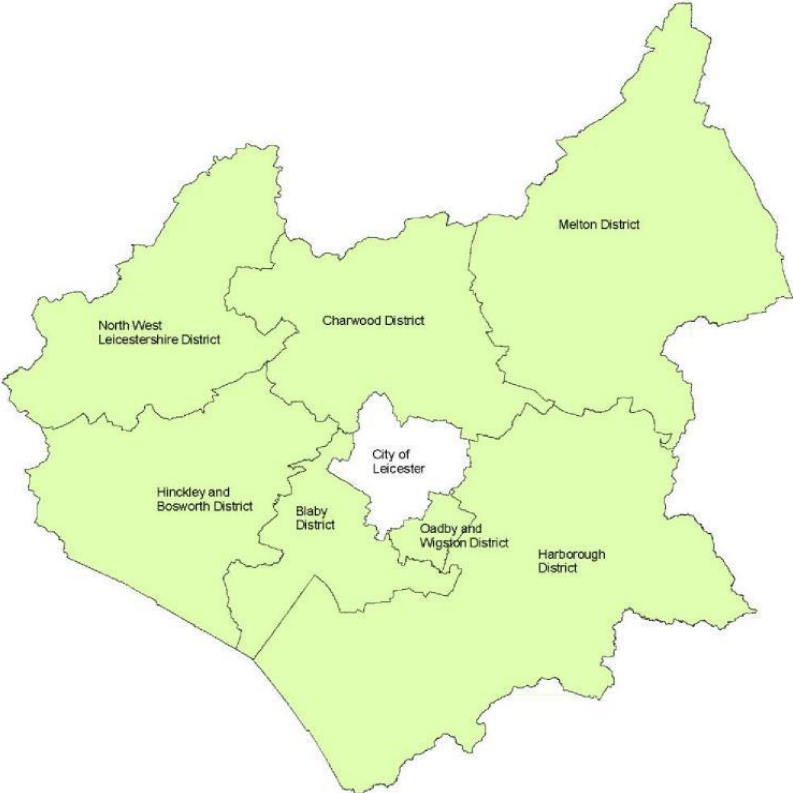 Melton District
Charwood District
North West
Leicestershire District
City of
Leicester
Hinckley and
Bosworth District
Blaby
District
Oadby and
Wigston District
Harborough
District